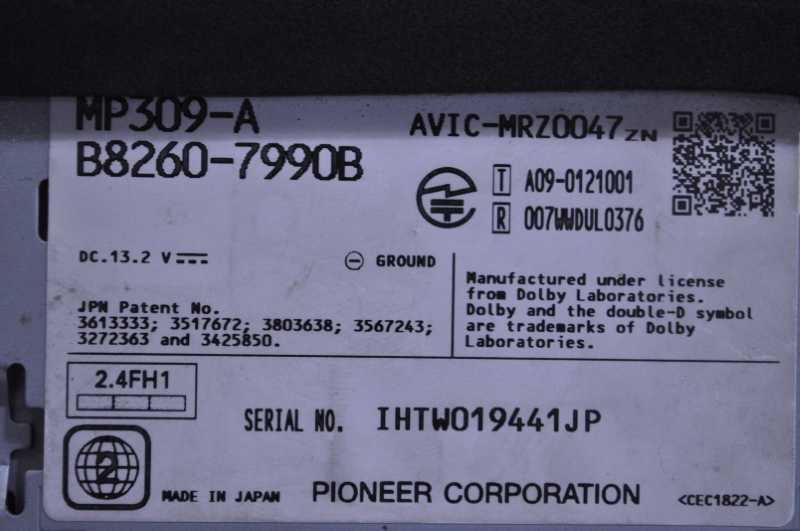 MP309-A
AVIC-MRZ0047ZN
B8260-7990B
T A09-0121001
R 007WWDUL0376
DC.13.2 V
GROUND
Manufactured under license
from Dolby Laboratories.
Dolby and the double-D symbol
are trademarks of Dolby
Laboratories.
JPN Patent No.
3613333; 3517672; 3803638; 3567243;
3272363 and 3425850.
2.4FH1
SERIAL NO. IHTW019441JP
2
MADE IN JAPAN
PIONEER CORPORATION
<CEC1822-A>